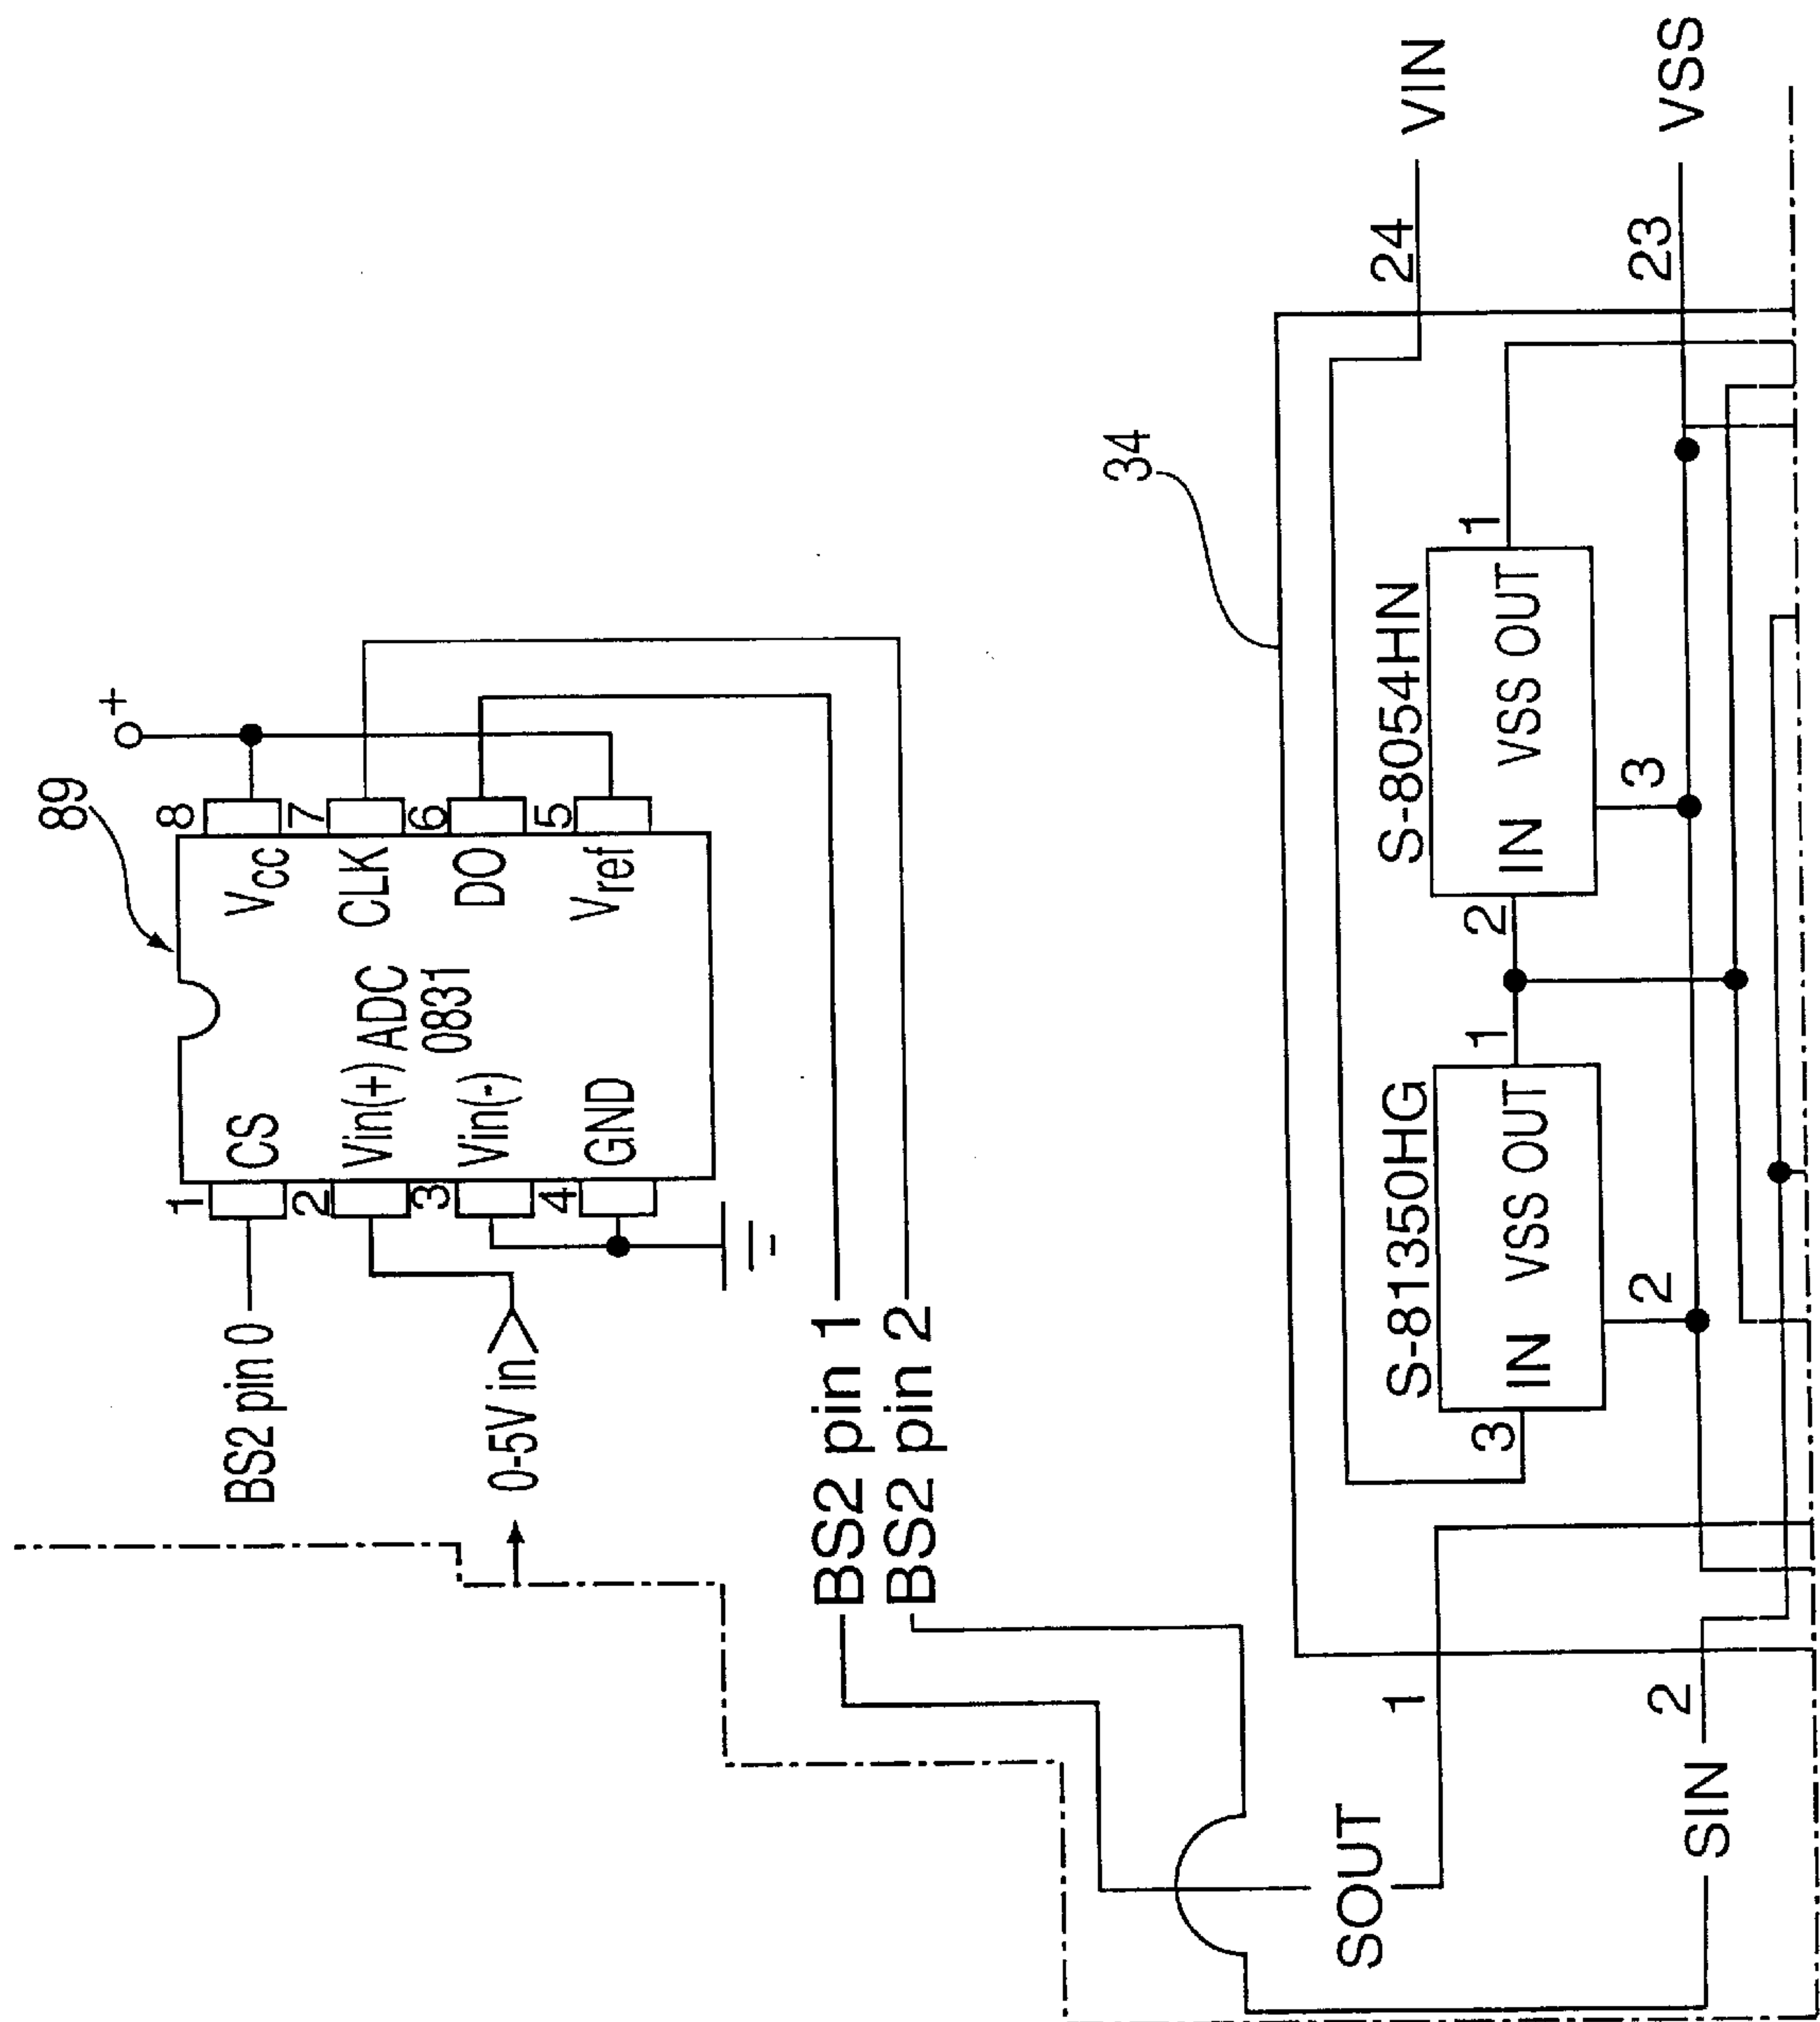 89
+
1
CS
8
Vcc
BS2 pin 0
2
Vin(+)
ADC
0831
7
CLK
0-5V in
3
Vin(-)
6
DO
4
GND
5
Vref
BS2 pin 1
BS2 pin 2
34
SOUT
1
24
VIN
S-81350HG
S-8054HN
3
1
2
1
IN VSS OUT
IN VSS OUT
2
3
SIN
2
23
VSS